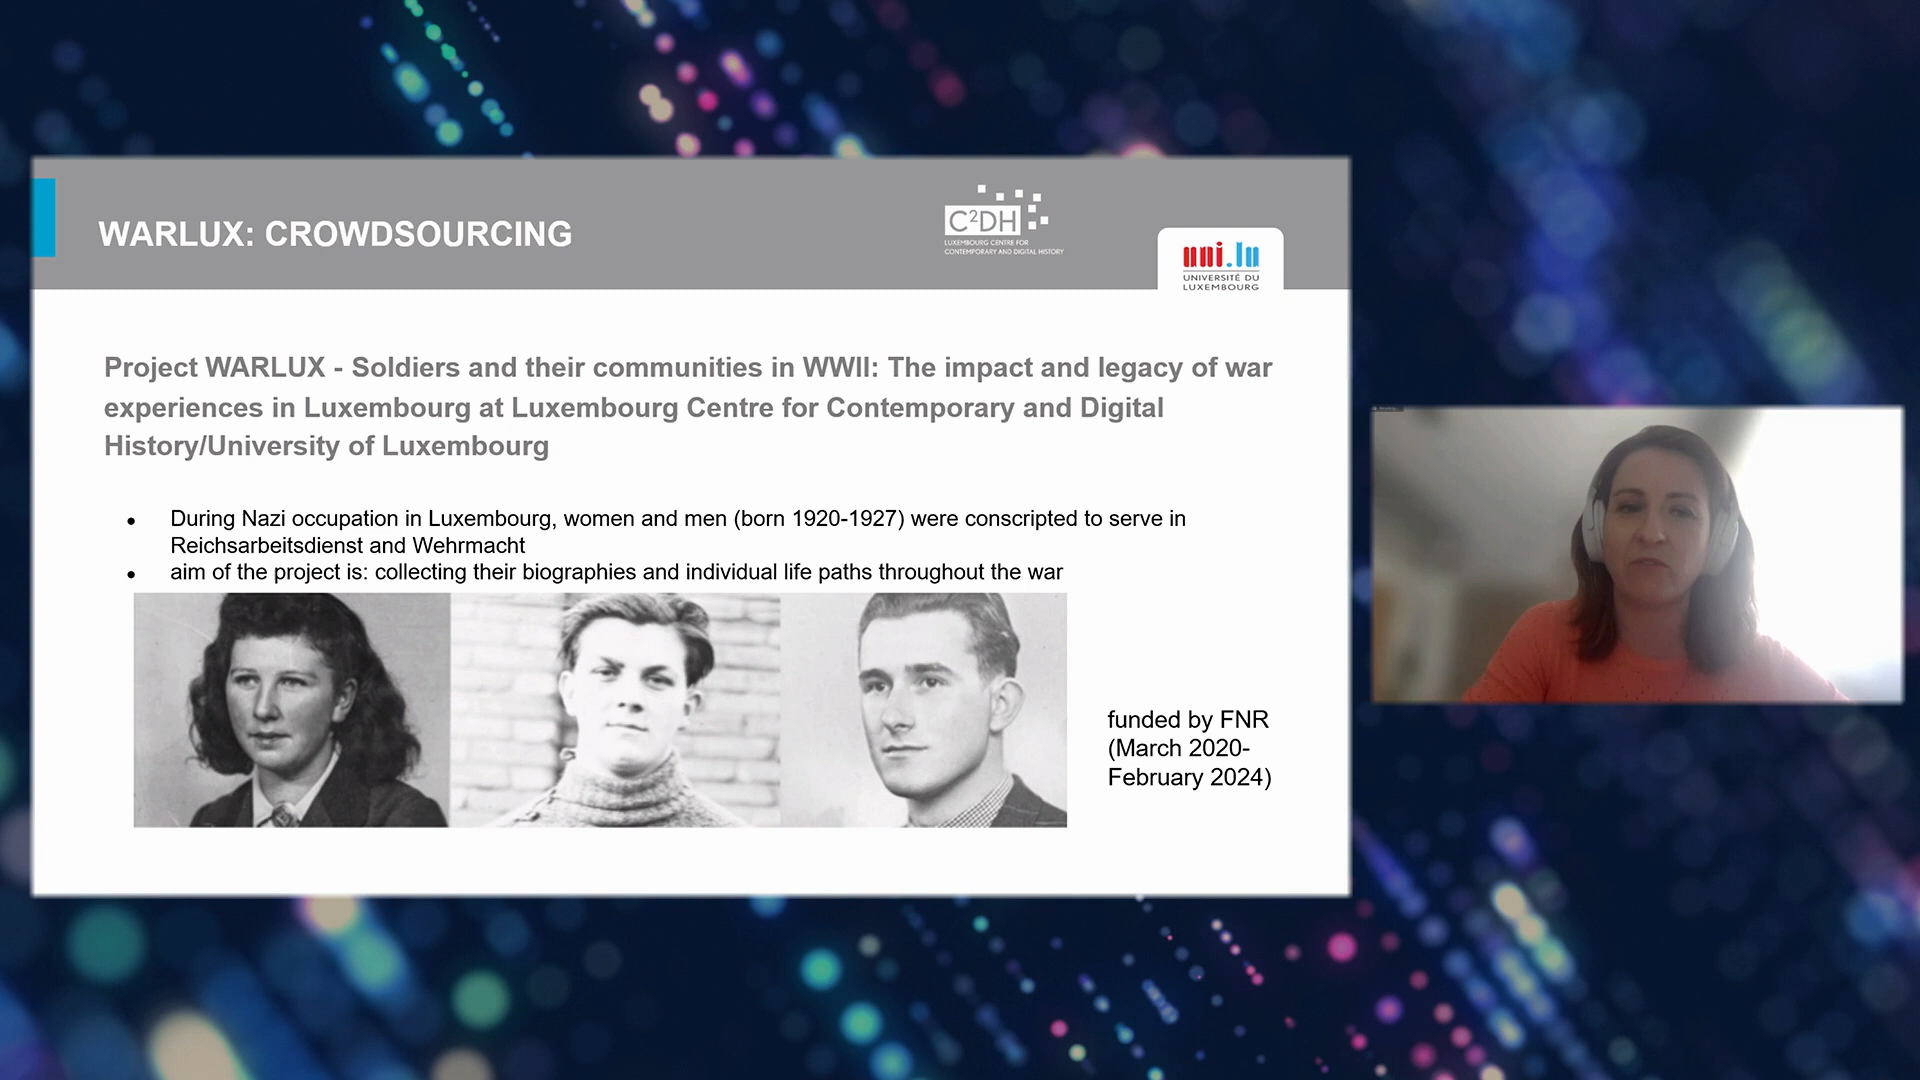 WARLUX: CROWDSOURCING
C²DH
LUXEMBOURG CENTRE FOR
CONTEMPORARY AND DIGITAL HISTORY
uni.lu
UNIVERSITÉ DU
LUXEMBOURG
Project WARLUX - Soldiers and their communities in WWII: The impact and legacy of war
experiences in Luxembourg at Luxembourg Centre for Contemporary and Digital
History/University of Luxembourg
• During Nazi occupation in Luxembourg, women and men (born 1920-1927) were conscripted to serve in
Reichsarbeitsdienst and Wehrmacht
• aim of the project is: collecting their biographies and individual life paths throughout the war
funded by FNR
(March 2020-
February 2024)